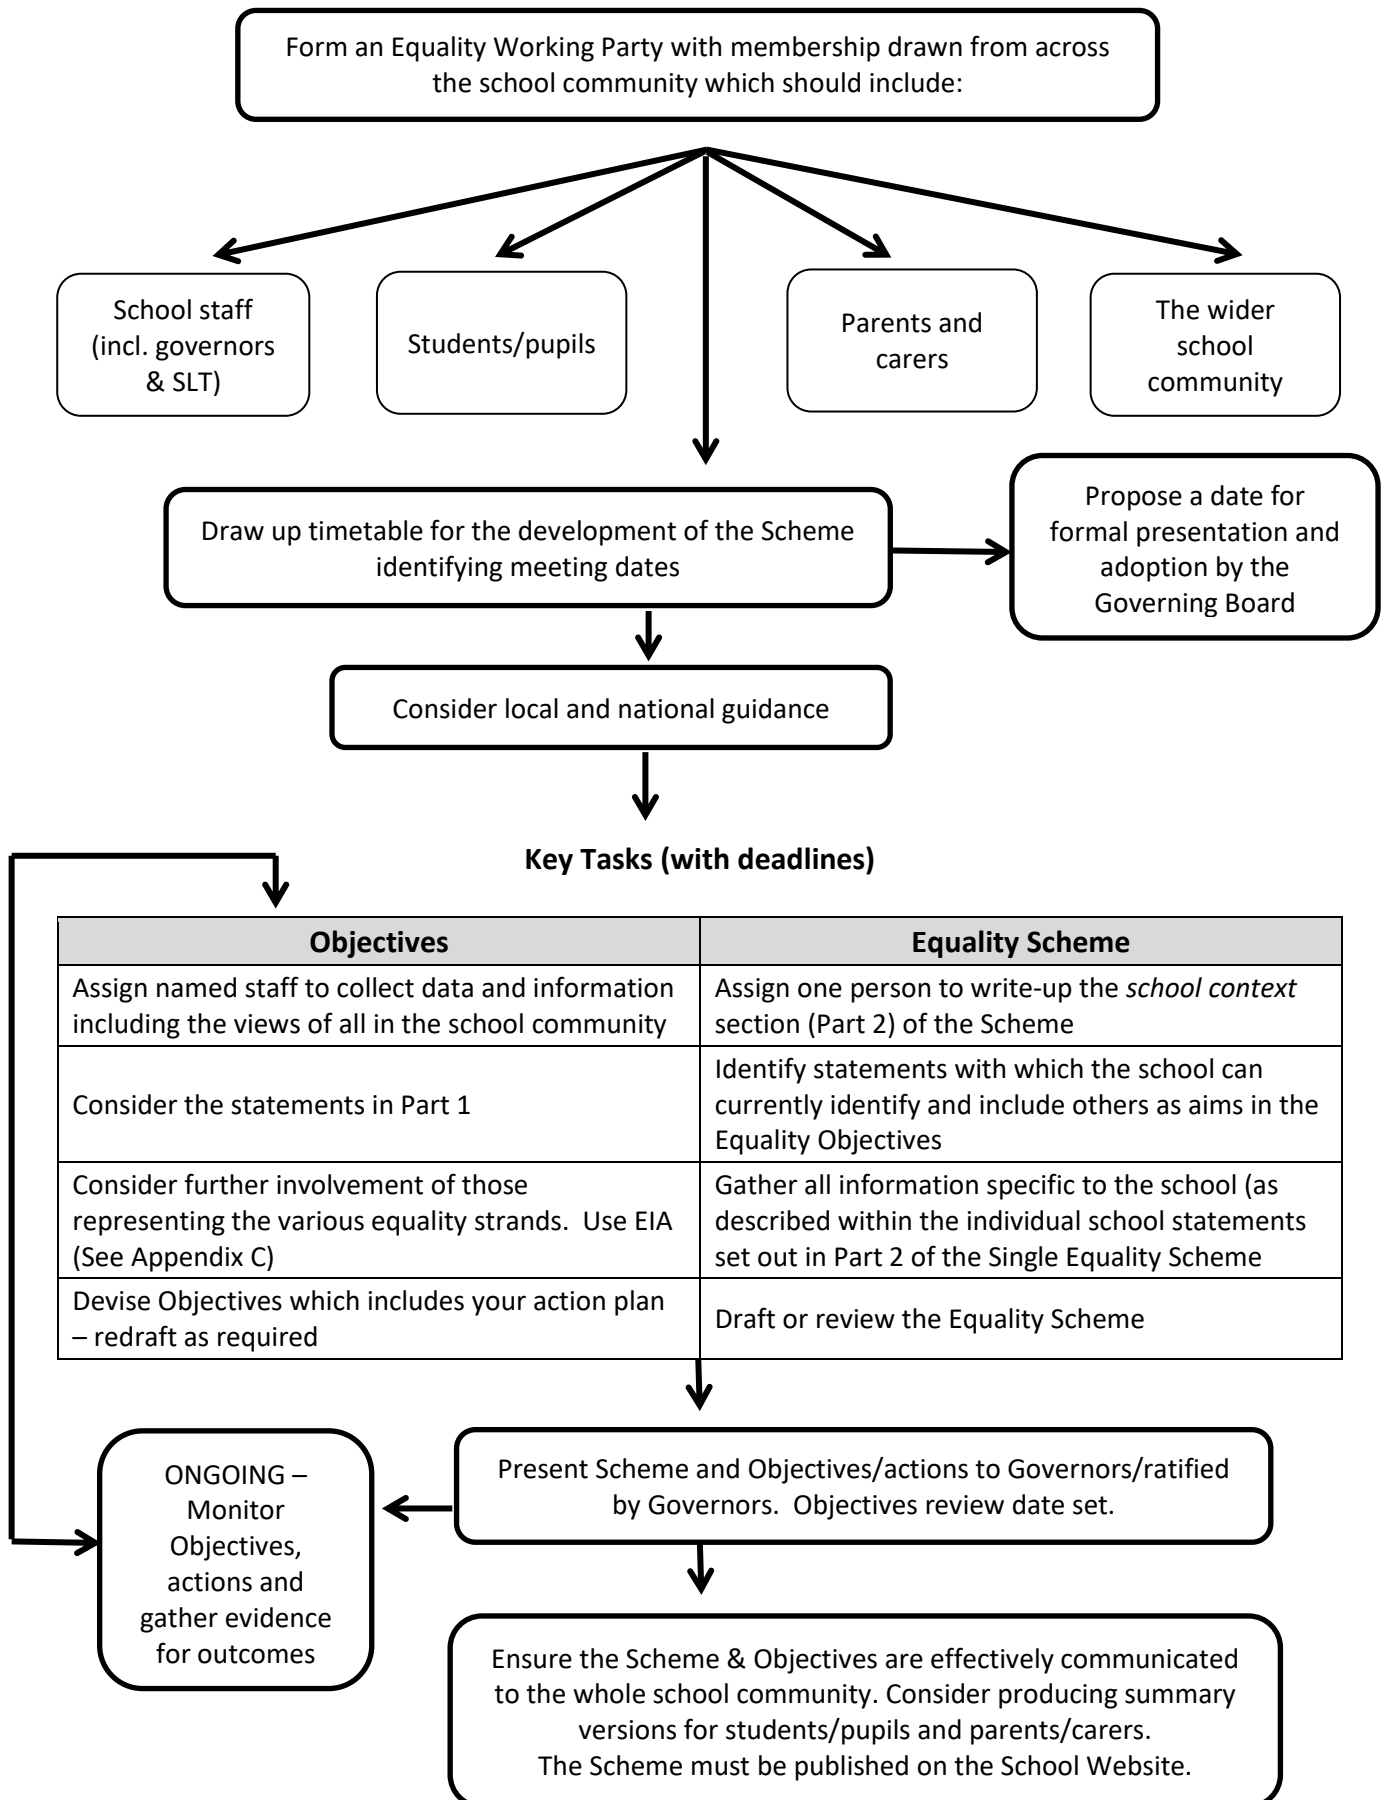 Form an Equality Working Party with membership drawn from across
the school community which should include:
School staff
(incl. governors
& SLT)
Students/pupils
Parents and
carers
The wider
school
community
Draw up timetable for the development of the Scheme
identifying meeting dates
Propose a date for
formal presentation and
adoption by the
Governing Board
Consider local and national guidance
Key Tasks (with deadlines)
Objectives
Equality Scheme
Assign named staff to collect data and information
including the views of all in the school community
Assign one person to write-up the school context
section (Part 2) of the Scheme
Consider the statements in Part 1
Identify statements with which the school can
currently identify and include others as aims in the
Equality Objectives
Consider further involvement of those
representing the various equality strands.  Use EIA
(See Appendix C)
Gather all information specific to the school (as
described within the individual school statements
set out in Part 2 of the Single Equality Scheme
Devise Objectives which includes your action plan
– redraft as required
Draft or review the Equality Scheme
ONGOING –
Monitor
Objectives,
actions and
gather evidence
for outcomes
Present Scheme and Objectives/actions to Governors/ratified
by Governors.  Objectives review date set.
Ensure the Scheme & Objectives are effectively communicated
to the whole school community. Consider producing summary
versions for students/pupils and parents/carers.
The Scheme must be published on the School Website.